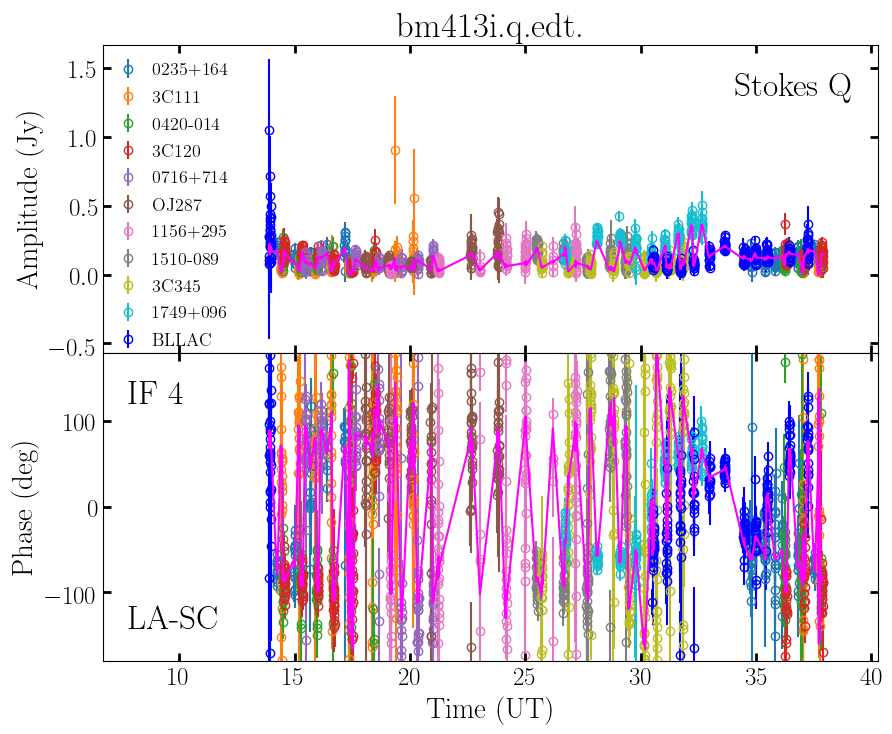 bm413i.q.edt.
Stokes Q
Amplitude (Jy)
1.5
1.0
0.5
0.0
−0.5
0235+164
3C111
0420-014
3C120
0716+714
OJ287
1156+295
1510-089
3C345
1749+096
BLLAC
IF 4
LA-SC
Phase (deg)
100
0
−100
10
15
20
25
30
35
40
Time (UT)